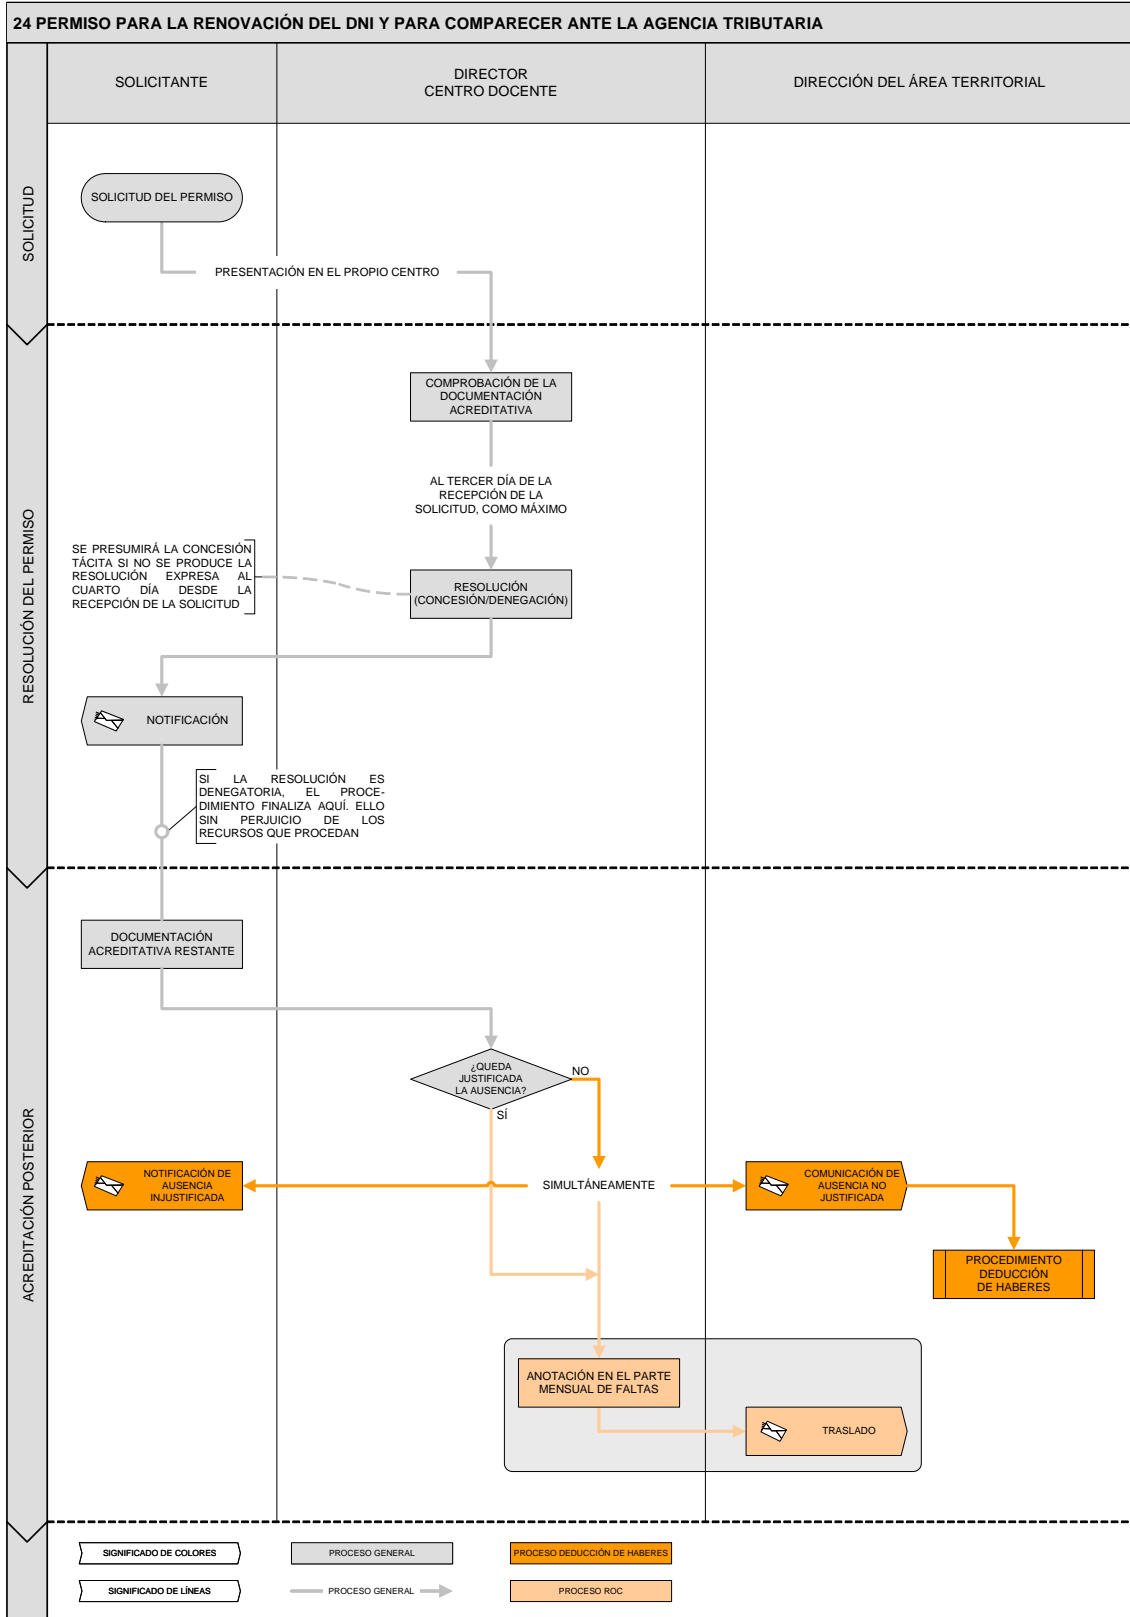 24 PERMISO PARA LA RENOVACIÓN DEL DNI Y PARA COMPARECER ANTE LA AGENCIA TRIBUTARIA
SOLICITANTE
DIRECTOR
CENTRO DOCENTE
DIRECCIÓN DEL ÁREA TERRITORIAL
SOLICITUD
SOLICITUD DEL PERMISO
PRESENTACIÓN EN EL PROPIO CENTRO
RESOLUCIÓN DEL PERMISO
COMPROBACIÓN DE LA
DOCUMENTACIÓN
ACREDITATIVA
AL TERCER DÍA DE LA
RECEPCIÓN DE LA
SOLICITUD, COMO MÁXIMO
SE PRESUMIRÁ LA CONCESIÓN
TÁCITA SI NO SE PRODUCE LA
RESOLUCIÓN EXPRESA AL
CUARTO DÍA DESDE LA
RECEPCIÓN DE LA SOLICITUD
RESOLUCIÓN
(CONCESIÓN/DENEGACIÓN)
NOTIFICACIÓN
SI LA RESOLUCIÓN ES
DENEGATORIA, EL PROCE-
DIMIENTO FINALIZA AQUÍ. ELLO
SIN PERJUICIO DE LOS
RECURSOS QUE PROCEDAN
ACREDITACIÓN POSTERIOR
DOCUMENTACIÓN
ACREDITATIVA RESTANTE
¿QUEDA
JUSTIFICADA
LA AUSENCIA?
NO
SÍ
NOTIFICACIÓN DE
AUSENCIA
INJUSTIFICADA
SIMULTÁNEAMENTE
COMUNICACIÓN DE
AUSENCIA NO
JUSTIFICADA
PROCEDIMIENTO
DEDUCCIÓN
DE HABERES
ANOTACIÓN EN EL PARTE
MENSUAL DE FALTAS
TRASLADO
SIGNIFICADO DE COLORES
PROCESO GENERAL
PROCESO DEDUCCIÓN DE HABERES
SIGNIFICADO DE LÍNEAS
PROCESO GENERAL
PROCESO ROC